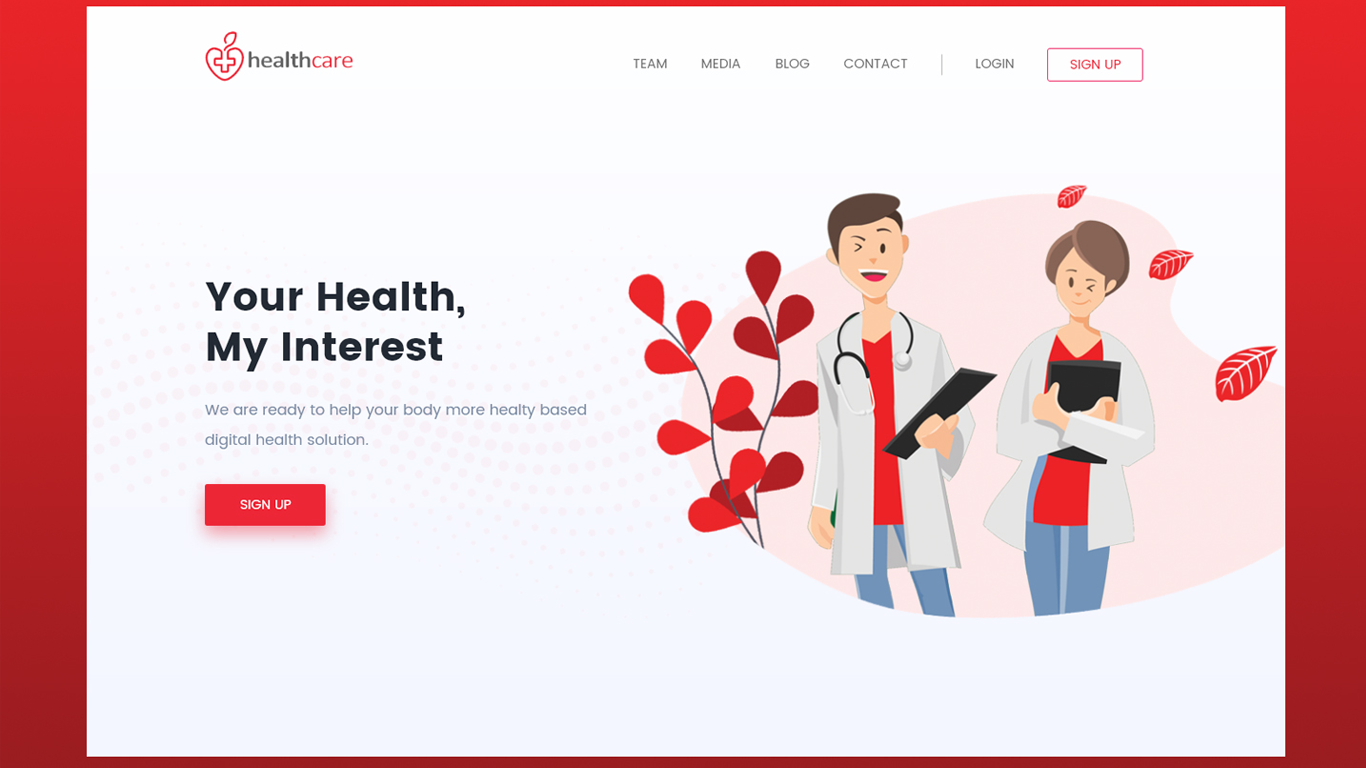 healthcare
TEAM MEDIA BLOG CONTACT LOGIN SIGN UP
Your Health,
My Interest
We are ready to help your body more healty based
digital health solution.
SIGN UP